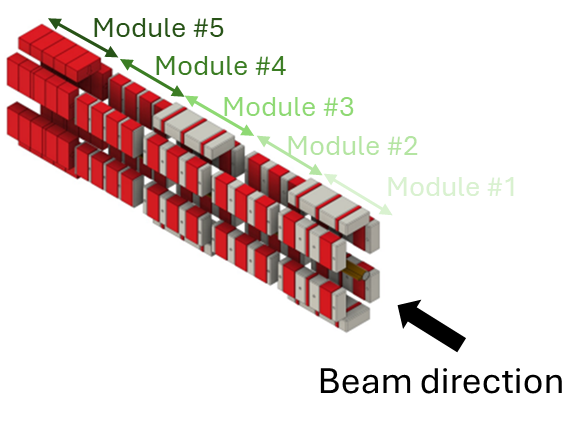 Module #5
Module #4
Module #3
Module #2
Module #1
Beam direction